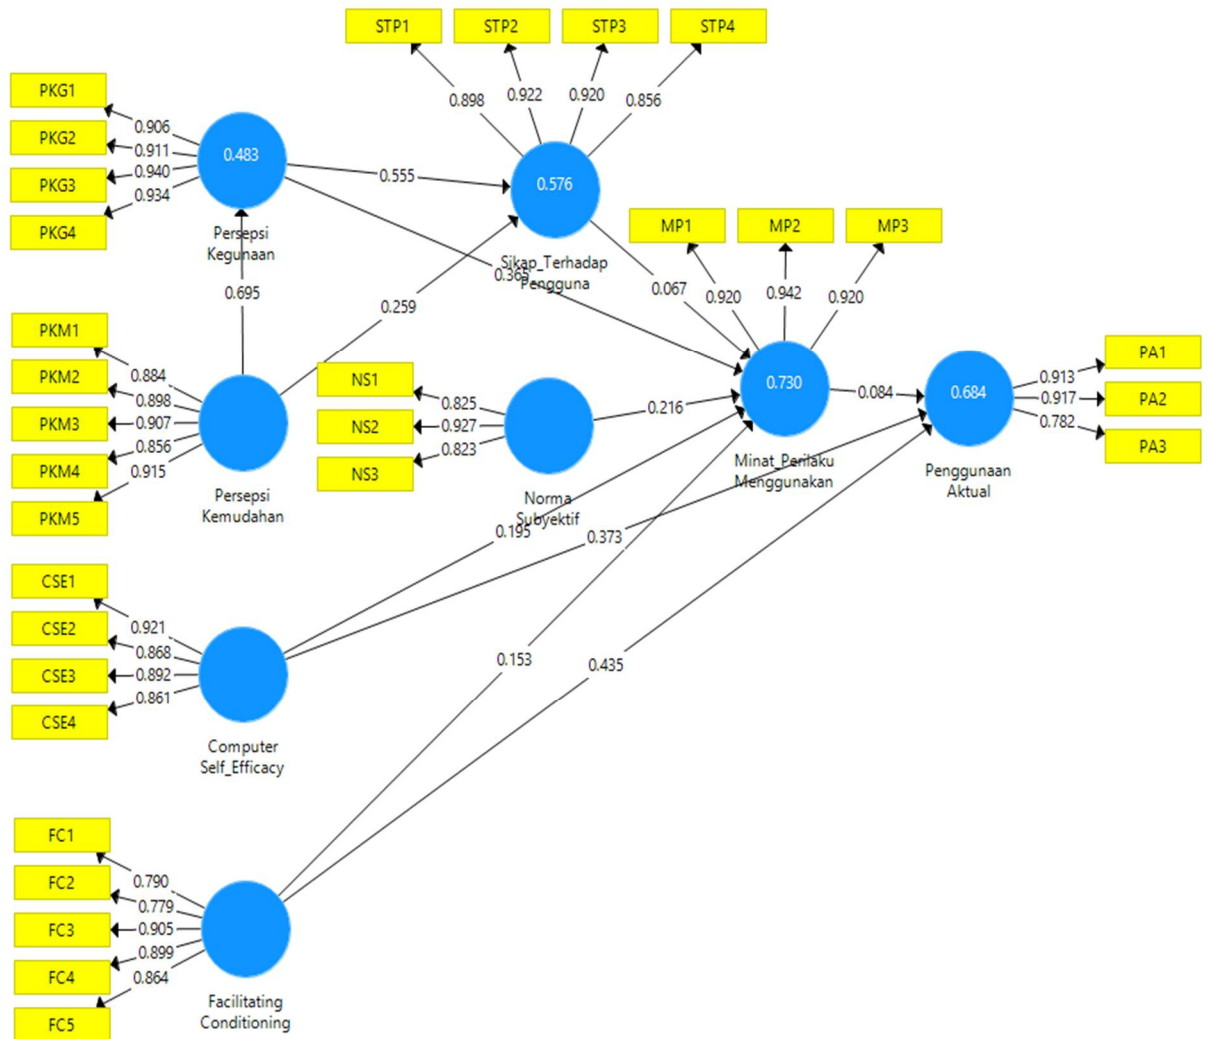 STP1
STP2
STP3
STP4
0.898
0.922
0.920
0.856
PKG1
PKG2
PKG3
PKG4
0.906
0.911
0.940
0.934
0.483
Persepsi
Kegunaan
0.555
0.576
Sikap_Terhadap
Pengguna
0.365
0.695
0.259
0.067
MP1
MP2
MP3
0.920
0.942
0.920
PKM1
PKM2
PKM3
PKM4
PKM5
0.884
0.898
0.907
0.856
0.915
Persepsi
Kemudahan
NS1
NS2
NS3
0.825
0.927
0.823
Norma
Subyektif
0.216
0.730
Minat_Perilaku
Menggunakan
0.084
0.684
Penggunaan
Aktual
0.913
0.917
0.782
PA1
PA2
PA3
0.195
0.373
CSE1
CSE2
CSE3
CSE4
0.921
0.868
0.892
0.861
Computer
Self_Efficacy
0.153
0.435
FC1
FC2
FC3
FC4
FC5
0.790
0.779
0.905
0.899
0.864
Facilitating
Conditioning